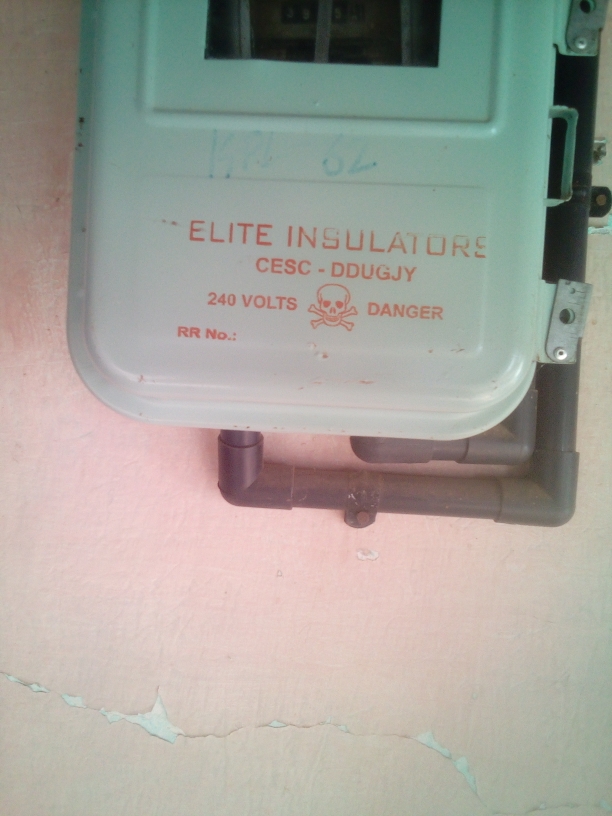 ELITE INSULATORS
CESC - DDUGJY
240 VOLTS DANGER
RR No.: